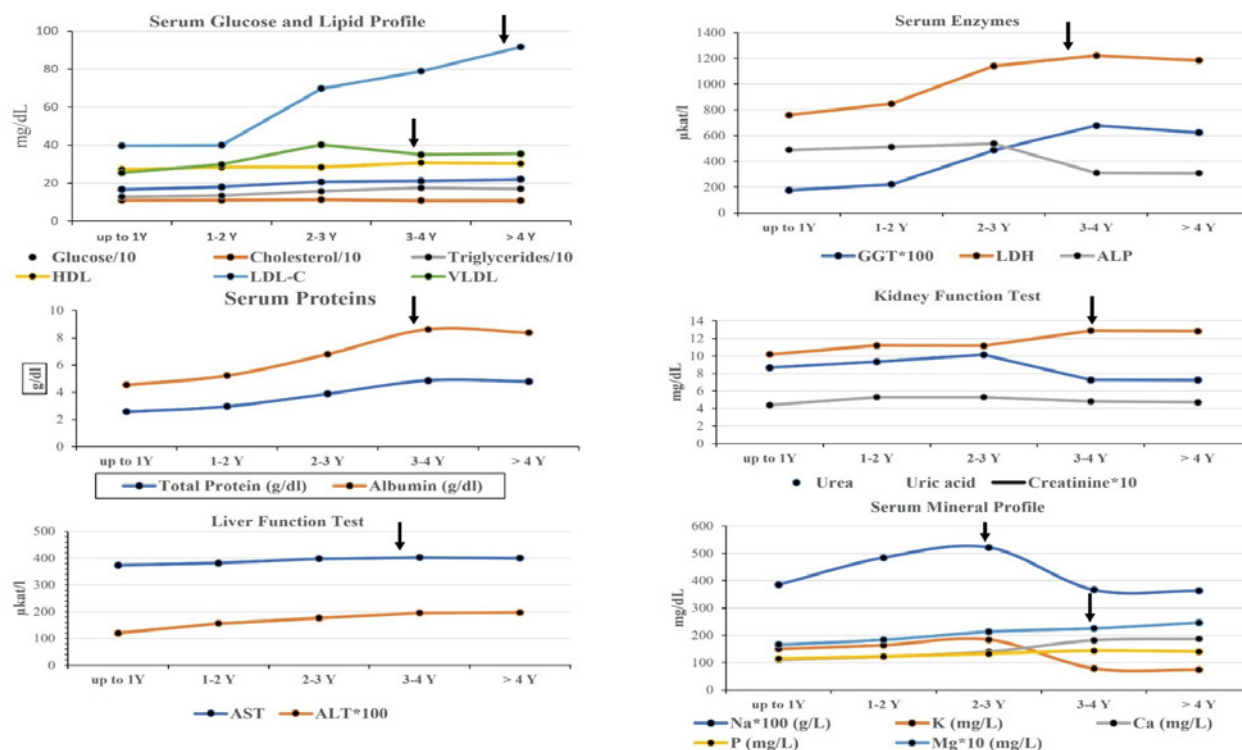 Serum Glucose and Lipid Profile
100
80
60
40
20
0
mg/dL
up to 1Y 1-2 Y 2-3 Y 3-4 Y > 4 Y
Glucose/10 Cholesterol/10 Triglycerides/10
HDL LDL-C VLDL
Serum Enzymes
1400
1200
1000
800
600
400
200
0
µkat/l
up to 1Y 1-2 Y 2-3 Y 3-4 Y > 4 Y
GGT*100 LDH ALP
Serum Proteins
10
8
6
4
2
0
g/dl
up to 1Y 1-2 Y 2-3 Y 3-4 Y > 4 Y
Total Protein (g/dl) Albumin (g/dl)
Kidney Function Test
14
12
10
8
6
4
2
0
mg/dL
up to 1Y 1-2 Y 2-3 Y 3-4 Y > 4 Y
Urea Uric acid Creatinine*10
Liver Function Test
500
400
300
200
100
0
µkat/l
up to 1Y 1-2 Y 2-3 Y 3-4 Y > 4 Y
AST ALT*100
Serum Mineral Profile
600
500
400
300
200
100
0
mg/dL
up to 1Y 1-2 Y 2-3 Y 3-4 Y > 4 Y
Na*100 (g/L) K (mg/L) Ca (mg/L)
P (mg/L) Mg*10 (mg/L)